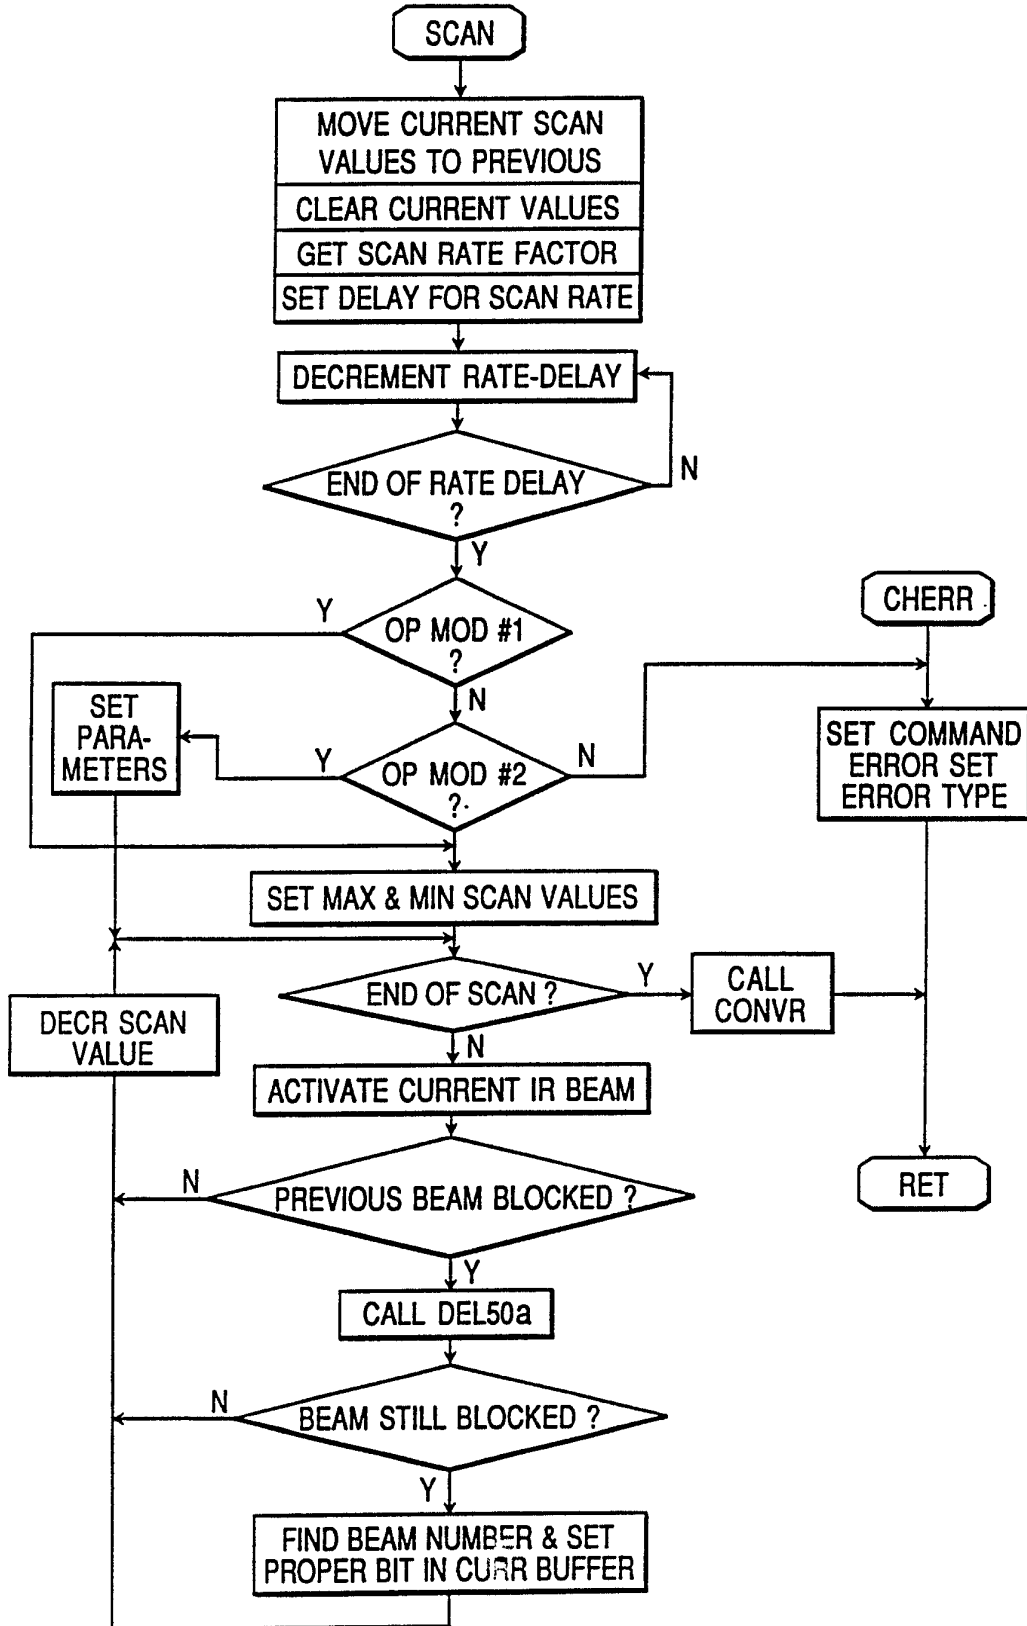 SCAN
MOVE CURRENT SCAN
VALUES TO PREVIOUS
CLEAR CURRENT VALUES
GET SCAN RATE FACTOR
SET DELAY FOR SCAN RATE
DECREMENT RATE-DELAY
END OF RATE DELAY
?
N
Y
OP MOD #1
?
Y
N
CHERR
SET
PARA-
METERS
Y
OP MOD #2
?
N
SET COMMAND
ERROR SET
ERROR TYPE
SET MAX & MIN SCAN VALUES
END OF SCAN ?
Y
CALL
CONVR
N
DECR SCAN
VALUE
ACTIVATE CURRENT IR BEAM
N
PREVIOUS BEAM BLOCKED ?
RET
Y
CALL DEL50a
N
BEAM STILL BLOCKED ?
Y
FIND BEAM NUMBER & SET
PROPER BIT IN CURR BUFFER